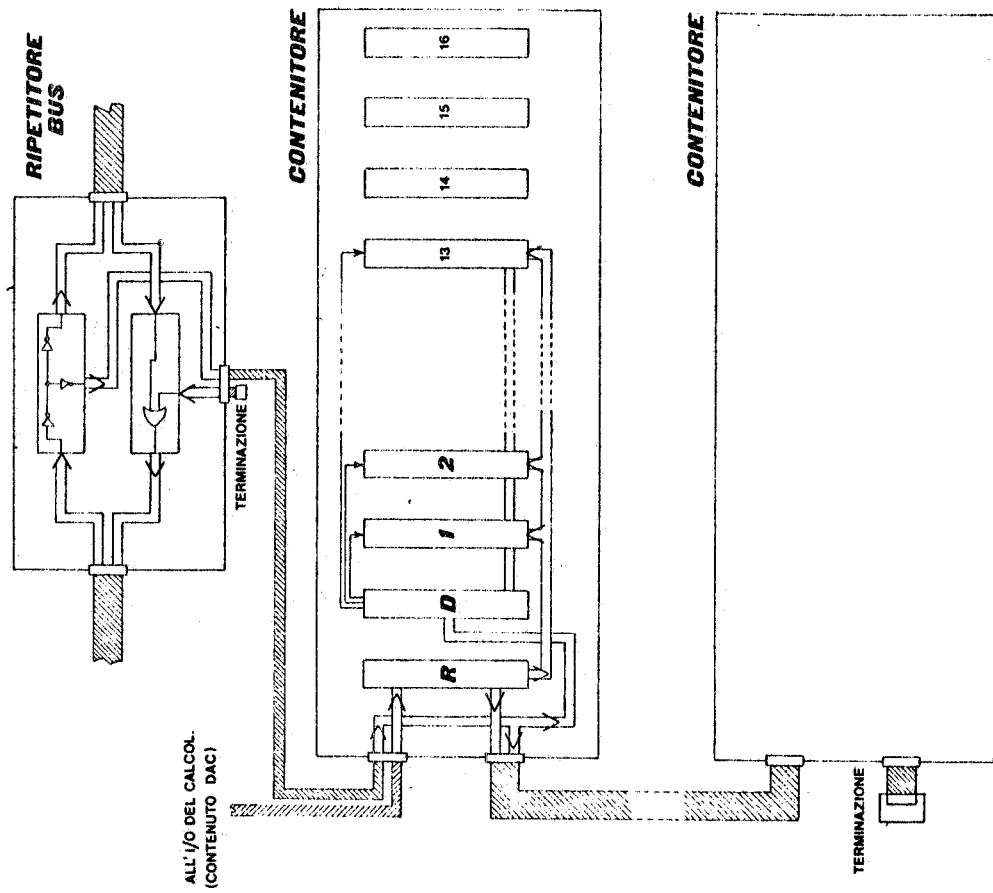 RIPETITORE
BUS
TERMINAZIONE
ALL' I/O DEL CALCOL.
(CONTENUTO DAC)
CONTENITORE
R
D
1
2
13
14
15
16
CONTENITORE
TERMINAZIONE